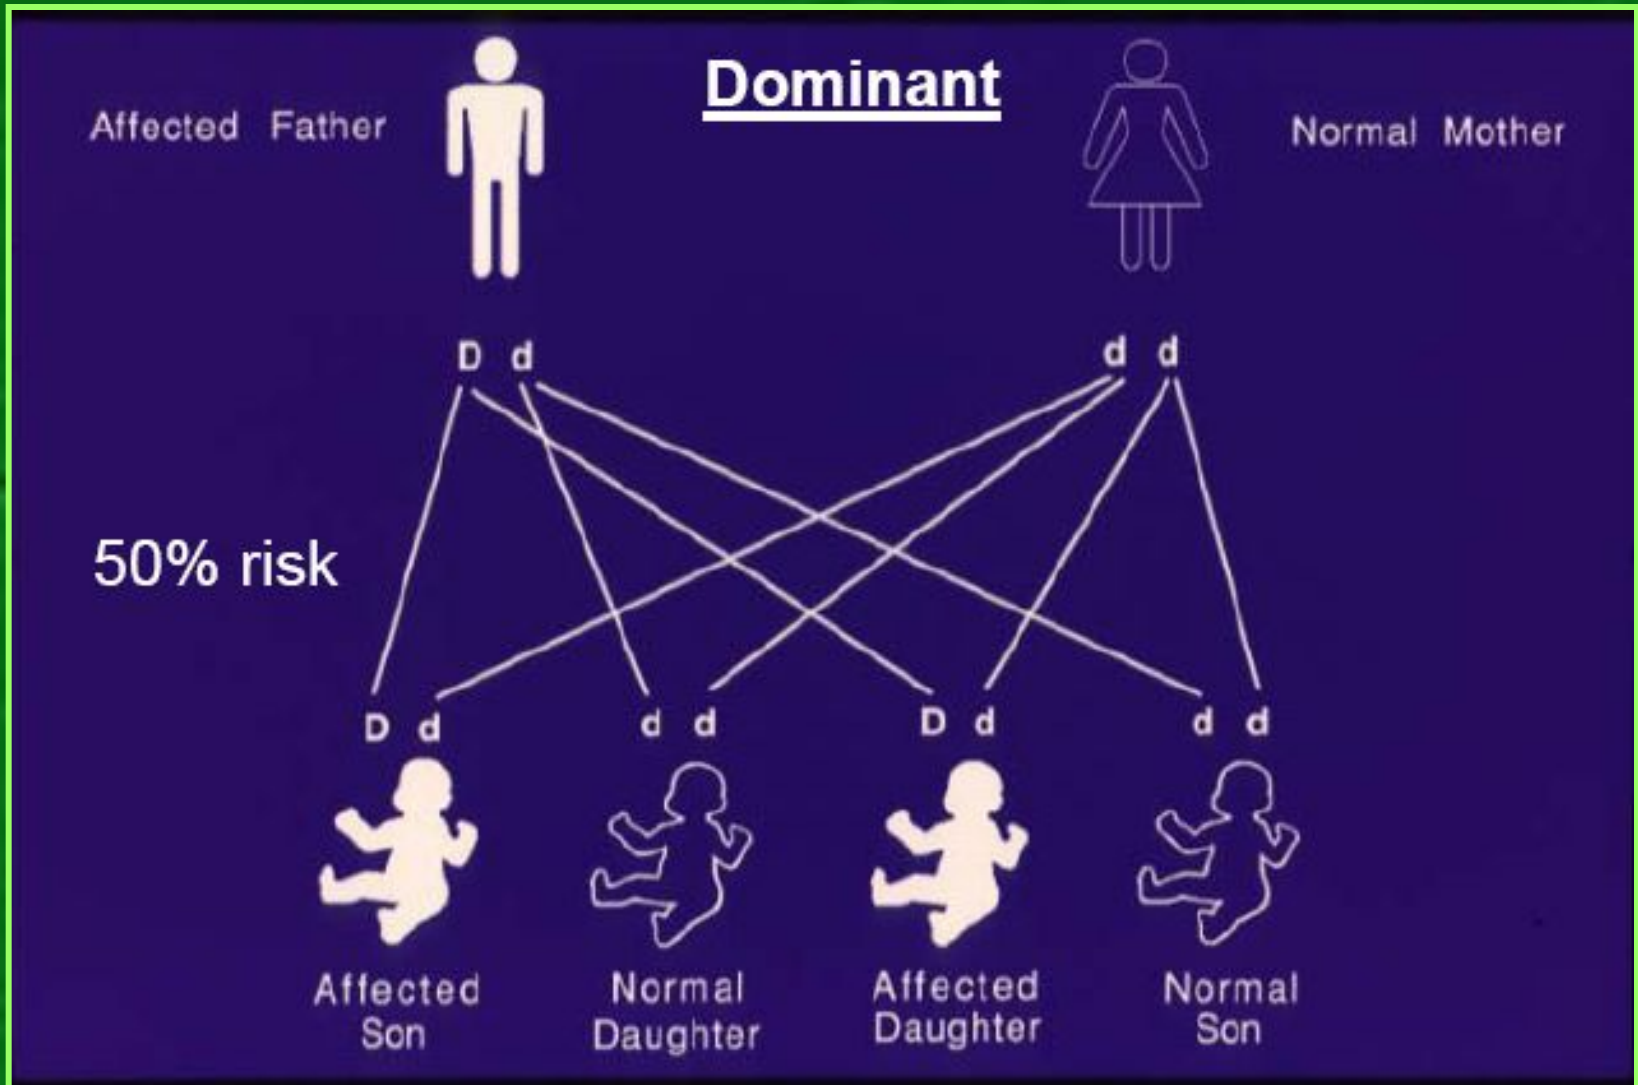 Dominant
Affected Father
Normal Mother
D d
d d
50% risk
D d
d d
D d
d d
Affected
Son
Normal
Daughter
Affected
Daughter
Normal
Son